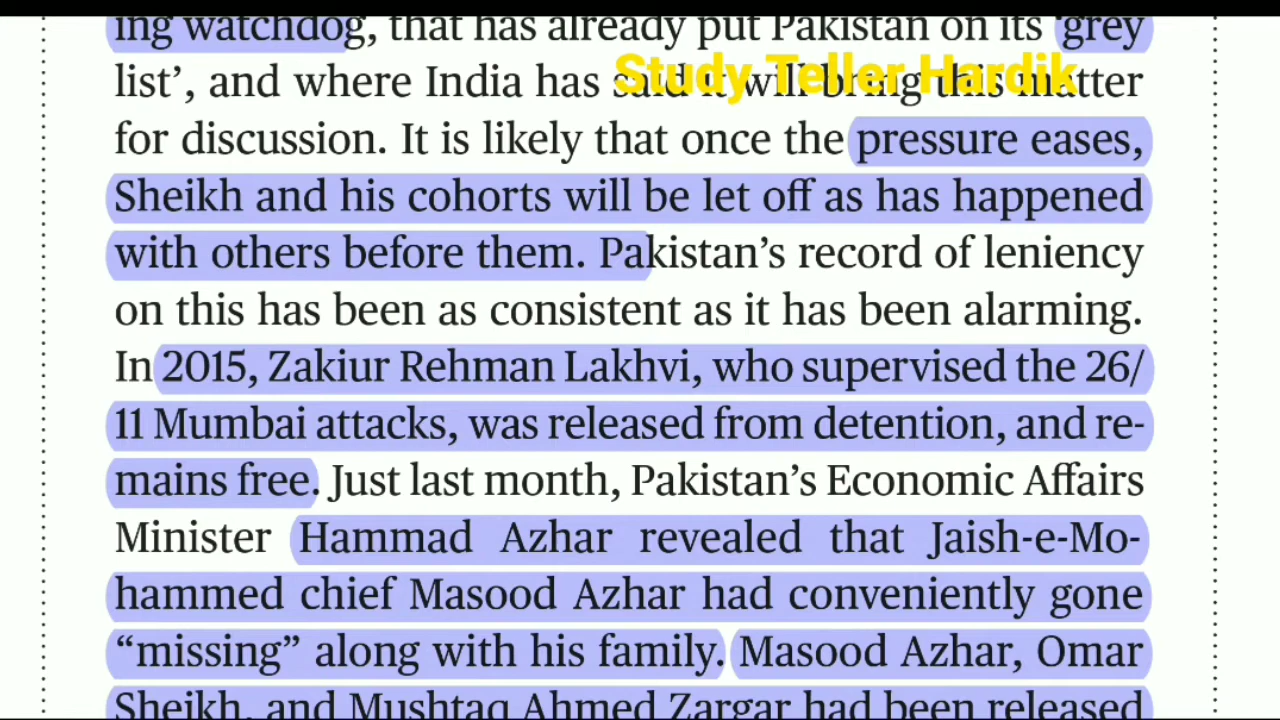 ing watchdog, that has already put Pakistan on its ‘grey
Study Teller Hardik
list’, and where India has said it will bring this matter
for discussion. It is likely that once the pressure eases,
Sheikh and his cohorts will be let off as has happened
with others before them. Pakistan’s record of leniency
on this has been as consistent as it has been alarming.
In 2015, Zakiur Rehman Lakhvi, who supervised the 26/
11 Mumbai attacks, was released from detention, and re-
mains free. Just last month, Pakistan’s Economic Affairs
Minister Hammad Azhar revealed that Jaish-e-Mo-
hammed chief Masood Azhar had conveniently gone
“missing” along with his family. Masood Azhar, Omar
Sheikh, and Mushtaq Ahmed Zargar had been released